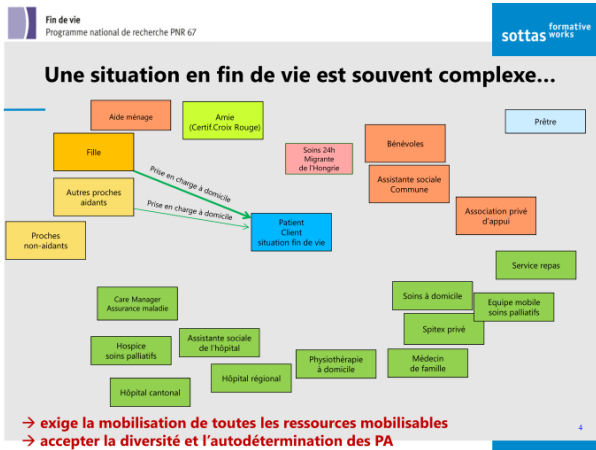 Fin de vie
Programme national de recherche PNR 67
sottas formative works
Une situation en fin de vie est souvent complexe…
Aide ménage
Amie
(Certif.Croix Rouge)
Prêtre
Fille
Soins 24h
Migrante
de l'Hongrie
Bénévoles
Prise en charge à domicile
Assistante sociale
Commune
Autres proches
aidants
Prise en charge à domicile
Patient
Client
situation fin de vie
Association privé
d'appui
Proches
non-aidants
Service repas
Care Manager
Assurance maladie
Soins à domicile
Equipe mobile
soins palliatifs
Spitex privé
Hospice
soins palliatifs
Assistante sociale
de l'hôpital
Physiothérapie
à domicile
Médecin
de famille
Hôpital régional
Hôpital cantonal
→ exige la mobilisation de toutes les ressources mobilisables
→ accepter la diversité et l'autodétermination des PA
4